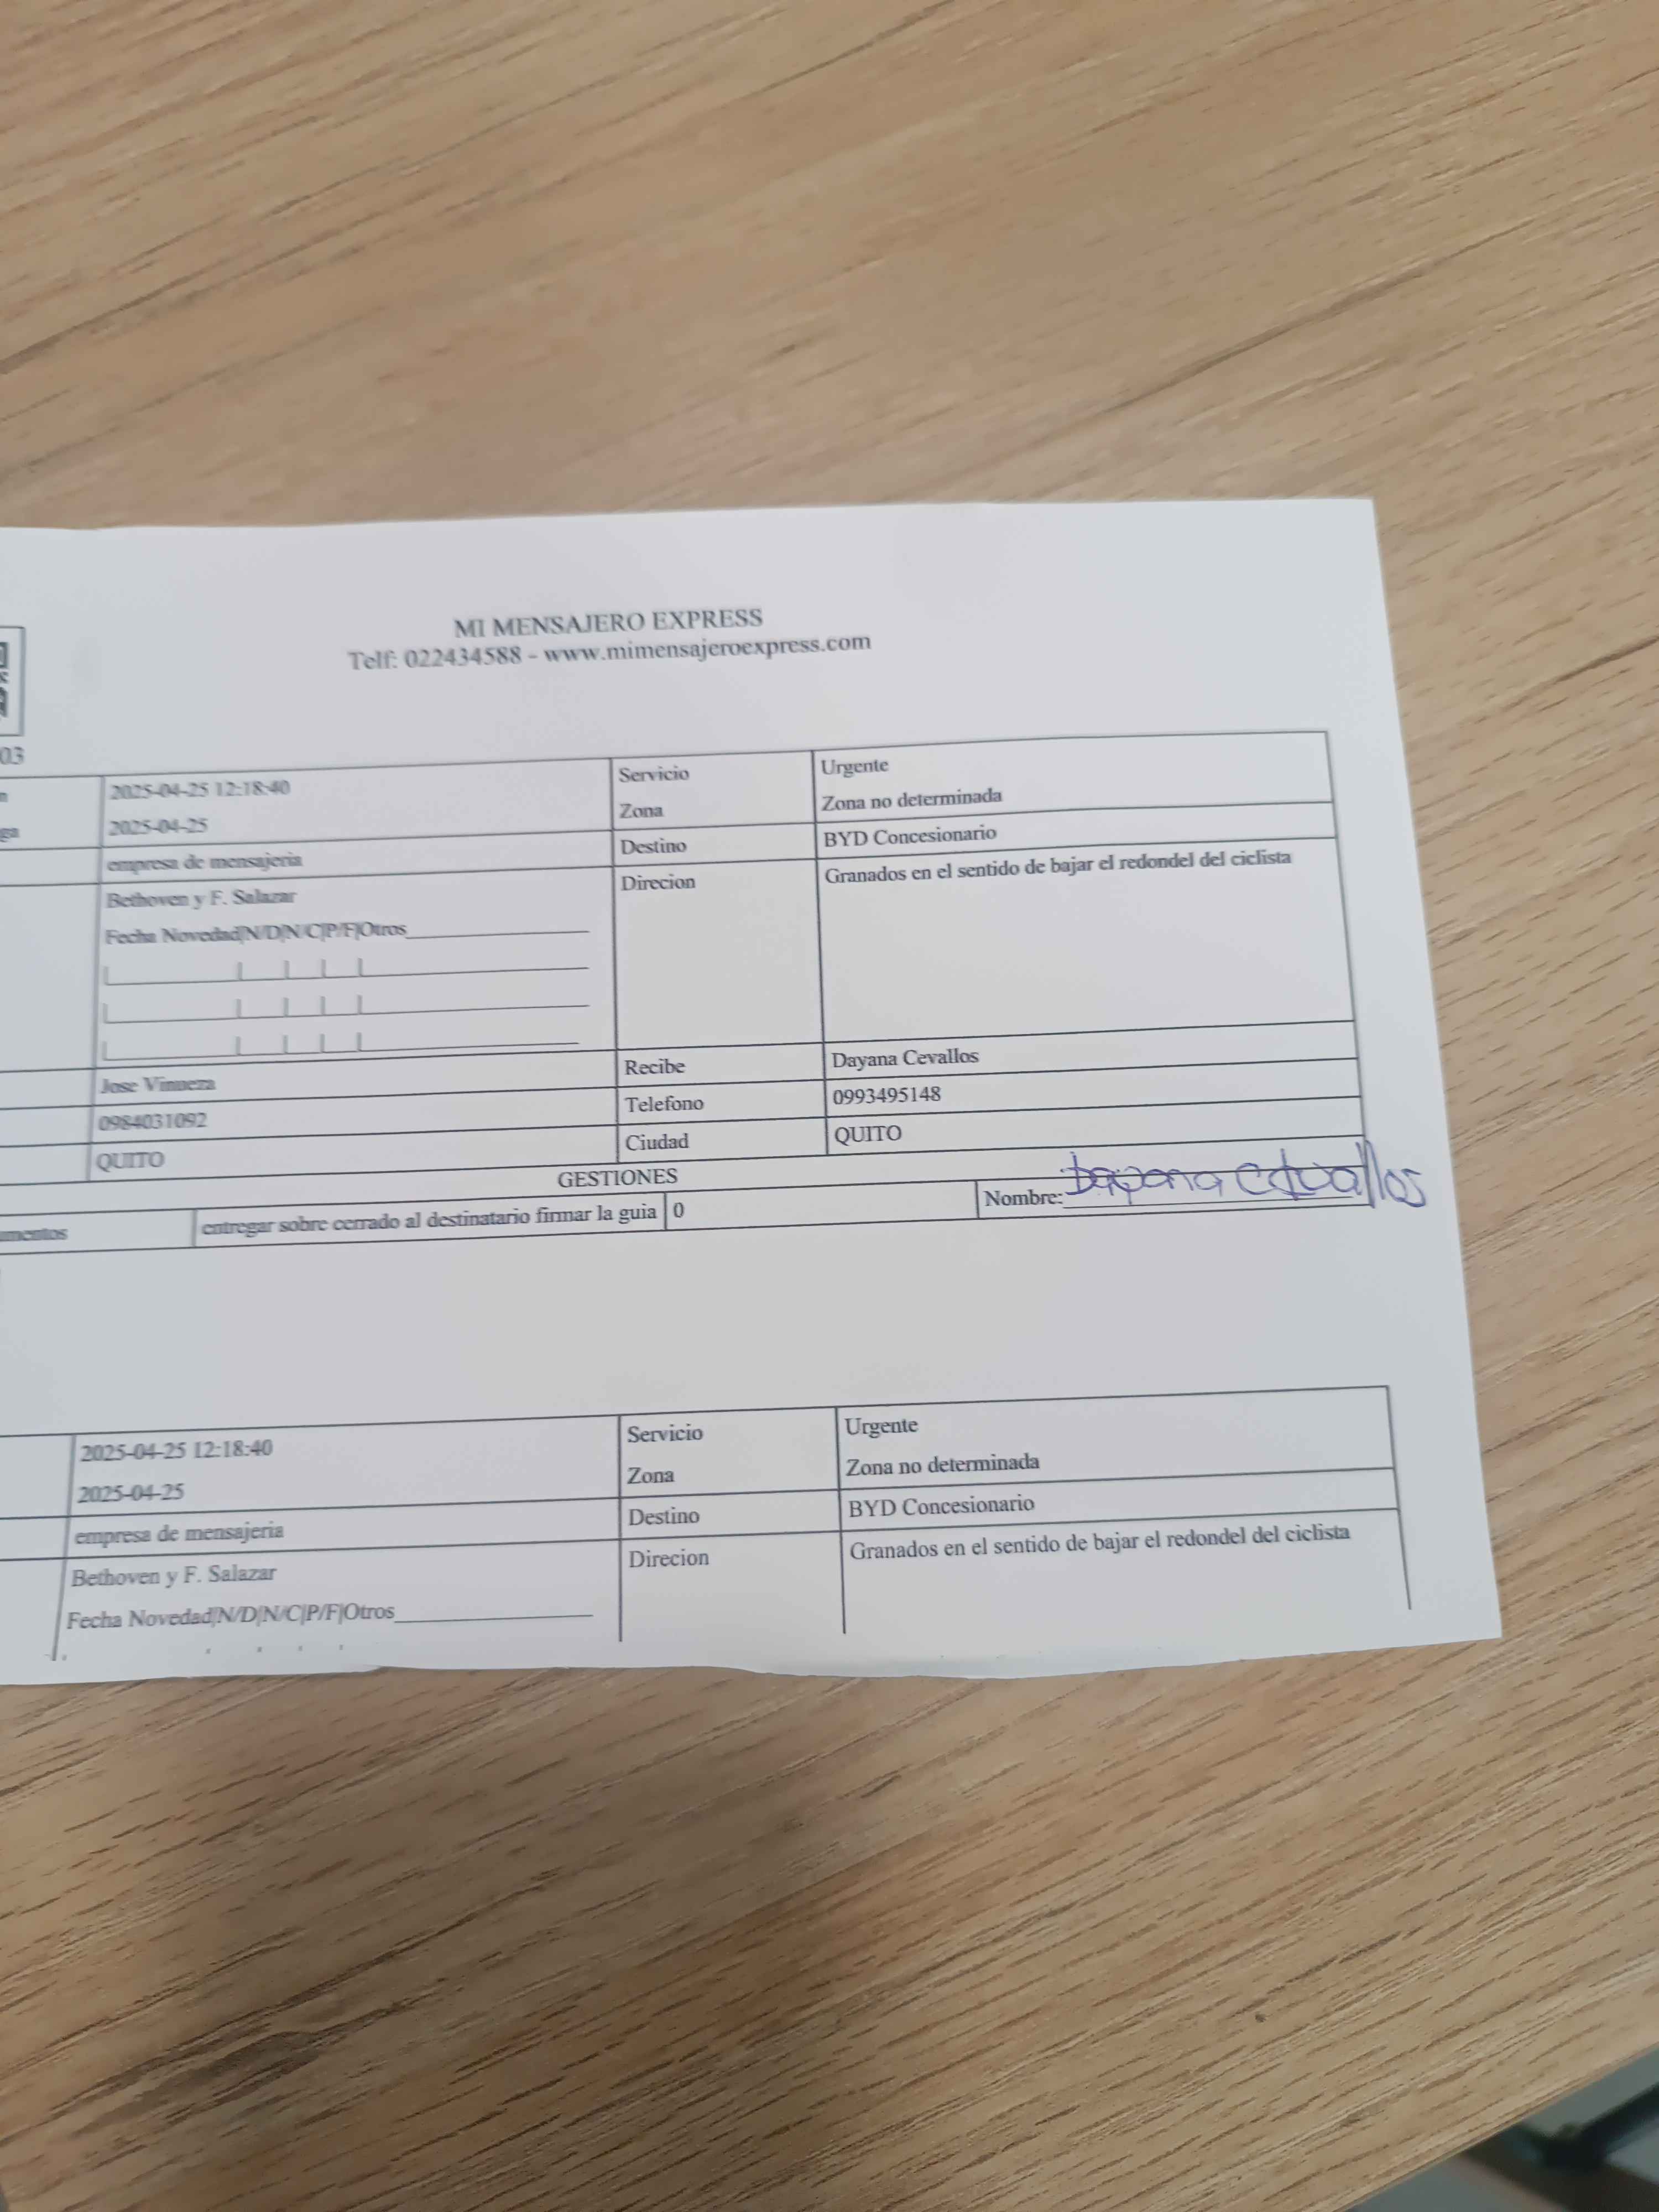 MI MENSAJERO EXPRESS
Telf: 022434588 - www.mimensajeroexpress.com
03
2025-04-25 12:18:40 Servicio Urgente
ga 2025-04-25 Zona Zona no determinada
empresa de mensajeria Destino BYD Concesionario
Bethoven y F. Salazar Direcion Granados en el sentido de bajar el redondel del ciclista
Fecha Novedad|N/D|N/C|P/F|Otros
Jose Vinueza Recibe Dayana Cevallos
0984031092 Telefono 0993495148
QUITO Ciudad QUITO
GESTIONES
umentos entregar sobre cerrado al destinatario firmar la guia 0 Nombre: Dayana Cevallos
2025-04-25 12:18:40 Servicio Urgente
2025-04-25 Zona Zona no determinada
empresa de mensajeria Destino BYD Concesionario
Bethoven y F. Salazar Direcion Granados en el sentido de bajar el redondel del ciclista
Fecha Novedad|N/D|N/C|P/F|Otros